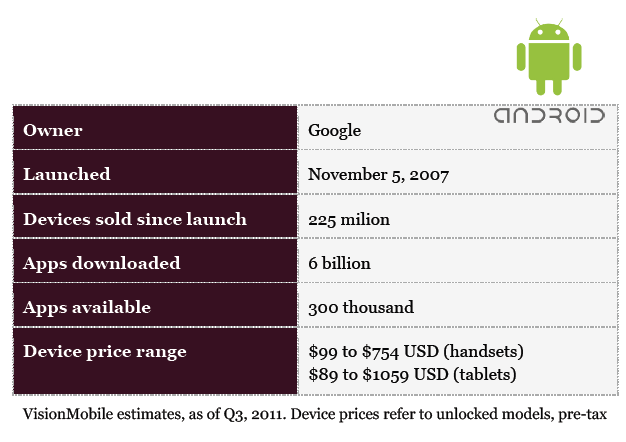 ANDROID
Owner Google
Launched November 5, 2007
Devices sold since launch 225 milion
Apps downloaded 6 billion
Apps available 300 thousand
Device price range $99 to $754 USD (handsets)
$89 to $1059 USD (tablets)
VisionMobile estimates, as of Q3, 2011. Device prices refer to unlocked models, pre-tax